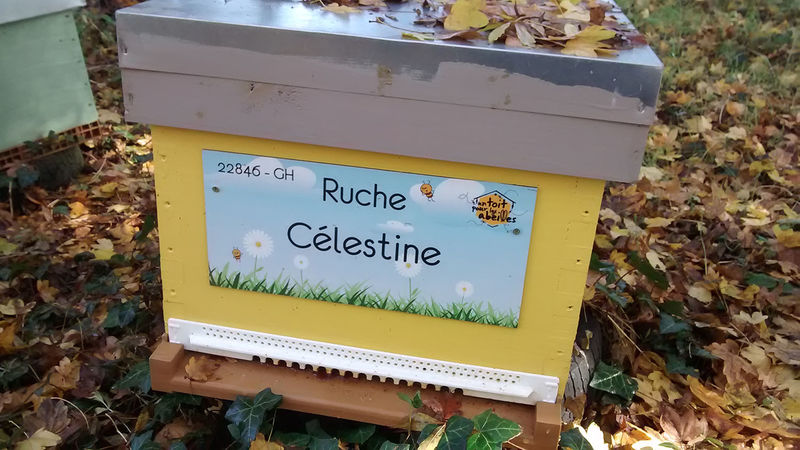 22846 - GH
Ruche
Célestine
un toit
pour les
abeilles